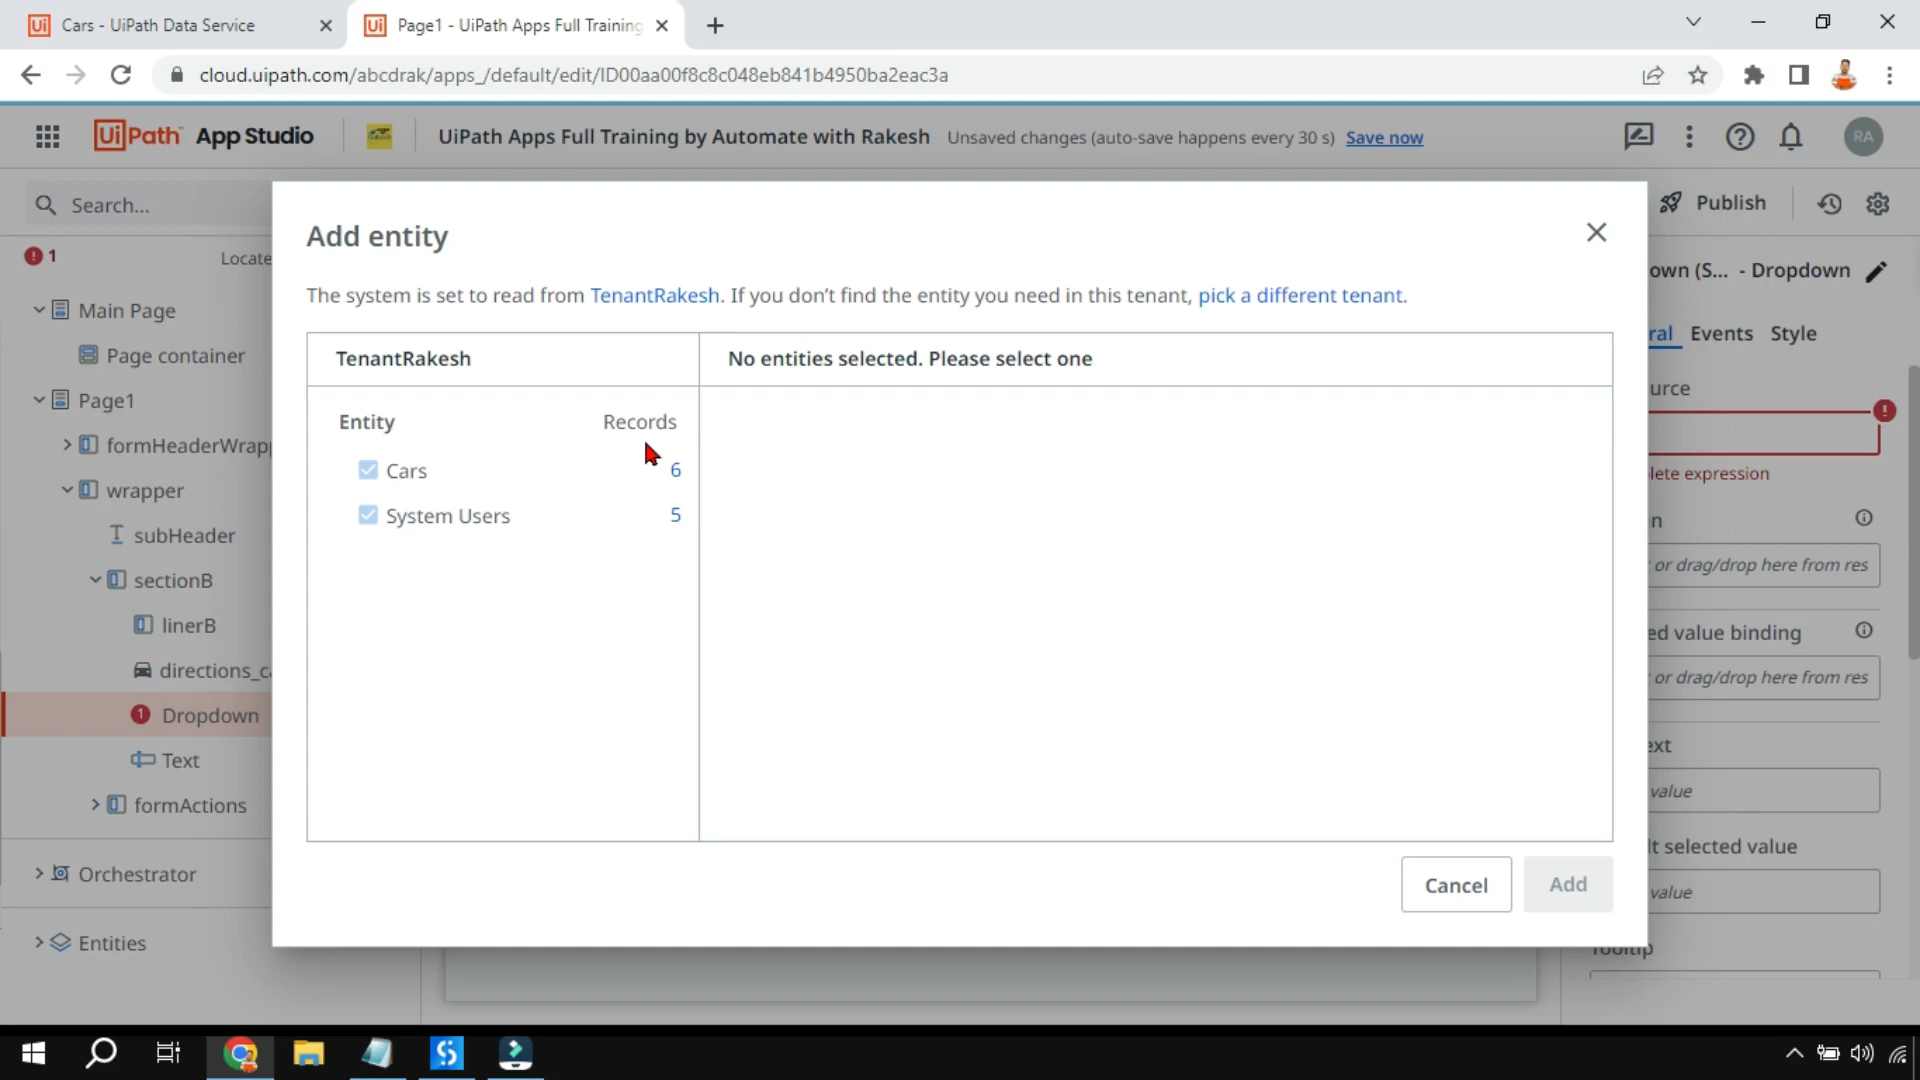 Cars - UiPath Data Service
Page1 - UiPath Apps Full Training
cloud.uipath.com/abcdrak/apps_/default/edit/ID00aa00f8c8c048eb841b4950ba2eac3a
UiPath App Studio
UiPath Apps Full Training by Automate with Rakesh
Unsaved changes (auto-save happens every 30 s) Save now
RA
Search...
Publish
1
Locate
Main Page
Page container
Page1
formHeaderWrapp
wrapper
subHeader
sectionB
linerB
directions_c
1 Dropdown
Text
formActions
Orchestrator
Entities
Add entity
The system is set to read from TenantRakesh. If you don't find the entity you need in this tenant, pick a different tenant.
TenantRakesh
No entities selected. Please select one
Entity Records
Cars 6
System Users 5
Cancel
Add
own (S... - Dropdown
ral Events Style
urce
lete expression
n
or drag/drop here from res
ed value binding
or drag/drop here from res
ext
value
lt selected value
value
Tooltip